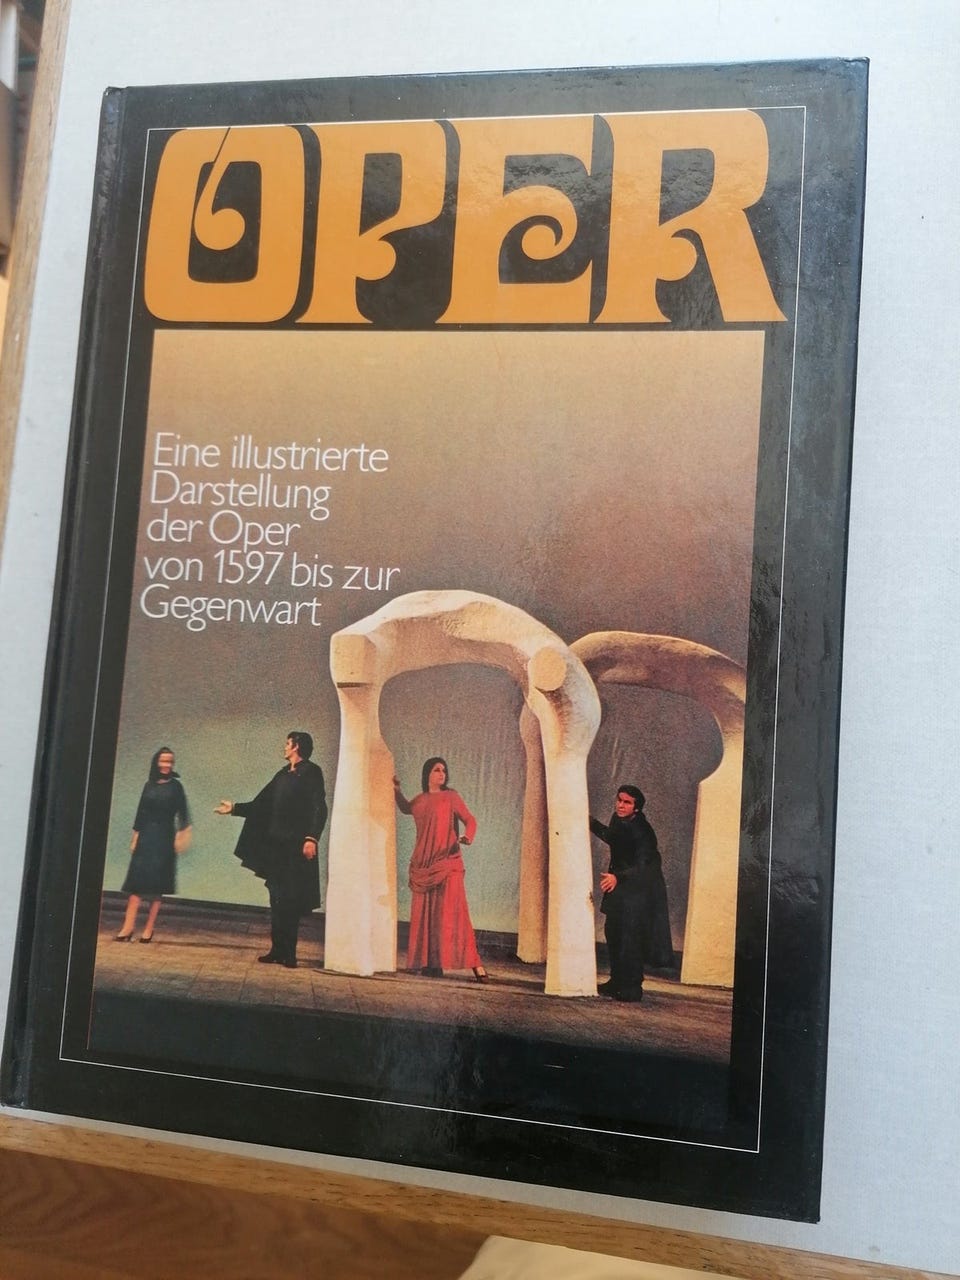 OPER
Eine illustrierte
Darstellung
der Oper
von 1597 bis zur
Gegenwart